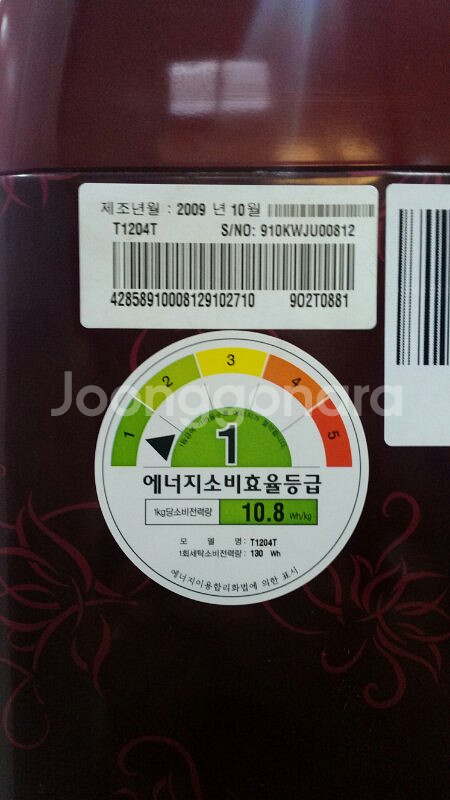 제조년월 : 2009 년 10월
T1204T S/NO: 910KWJU00812
42858910008129102710 902T0881
Joonggonara
1 2 3 4 5
1
에너지소비효율등급
1kg당소비전력량 10.8 Wh/kg
모 델 명 : T1204T
1회세탁소비전력량 : 130 Wh
에너지이용합리화법에 의한 표시